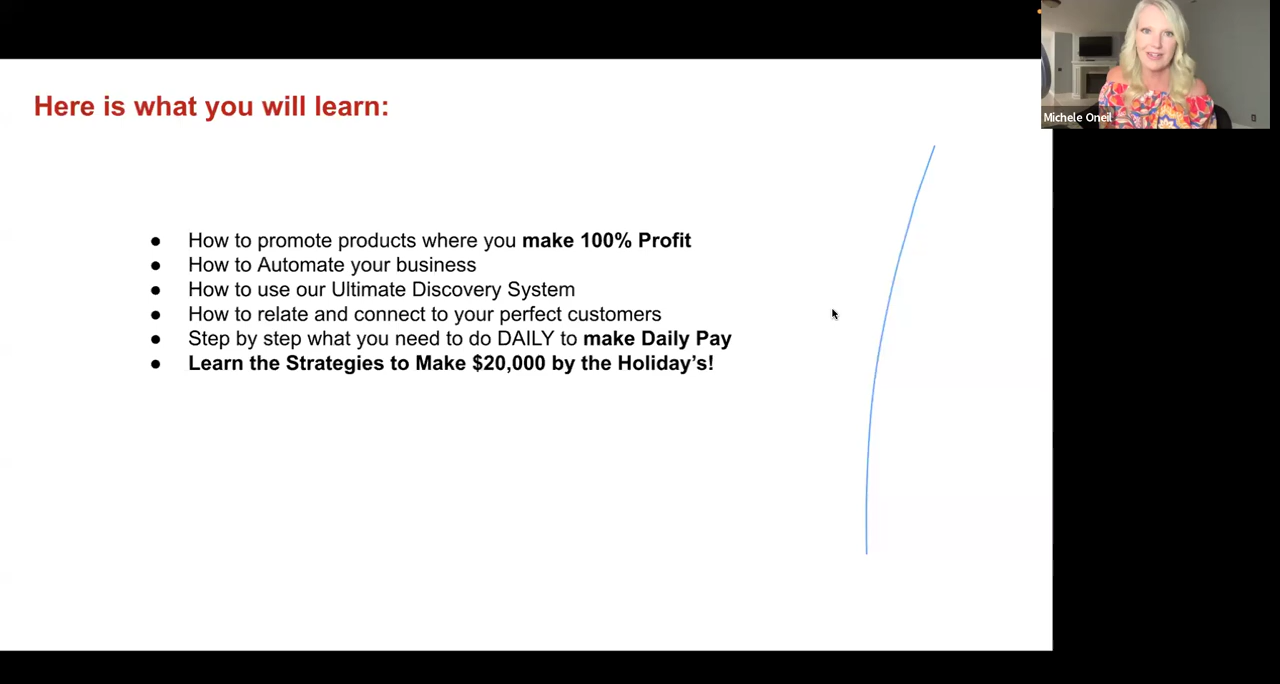 Here is what you will learn:
Michele Oneil
● How to promote products where you make 100% Profit
● How to Automate your business
● How to use our Ultimate Discovery System
● How to relate and connect to your perfect customers
● Step by step what you need to do DAILY to make Daily Pay
● Learn the Strategies to Make $20,000 by the Holiday’s!